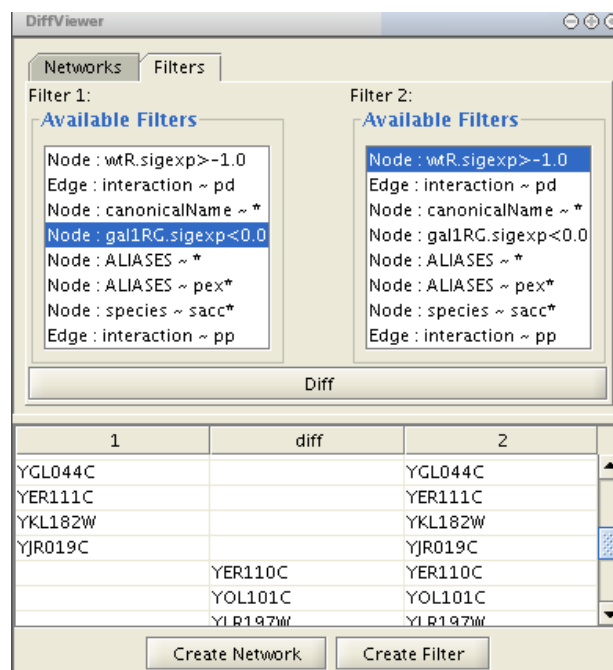 DiffViewer
Networks Filters
Filter 1: Filter 2:
Available Filters Available Filters
Node : wtR.sigexp>-1.0 Node : wtR.sigexp>-1.0
Edge : interaction ~ pd Edge : interaction ~ pd
Node : canonicalName ~ * Node : canonicalName ~ *
Node : gal1RG.sigexp<0.0 Node : gal1RG.sigexp<0.0
Node : ALIASES ~ * Node : ALIASES ~ *
Node : ALIASES ~ pex* Node : ALIASES ~ pex*
Node : species ~ sacc* Node : species ~ sacc*
Edge : interaction ~ pp Edge : interaction ~ pp
Diff
1 diff 2
YGL044C YGL044C
YER111C YER111C
YKL182W YKL182W
YJR019C YJR019C
YER110C YER110C
YOL101C YOL101C
YLR197W YLR197W
Create Network Create Filter